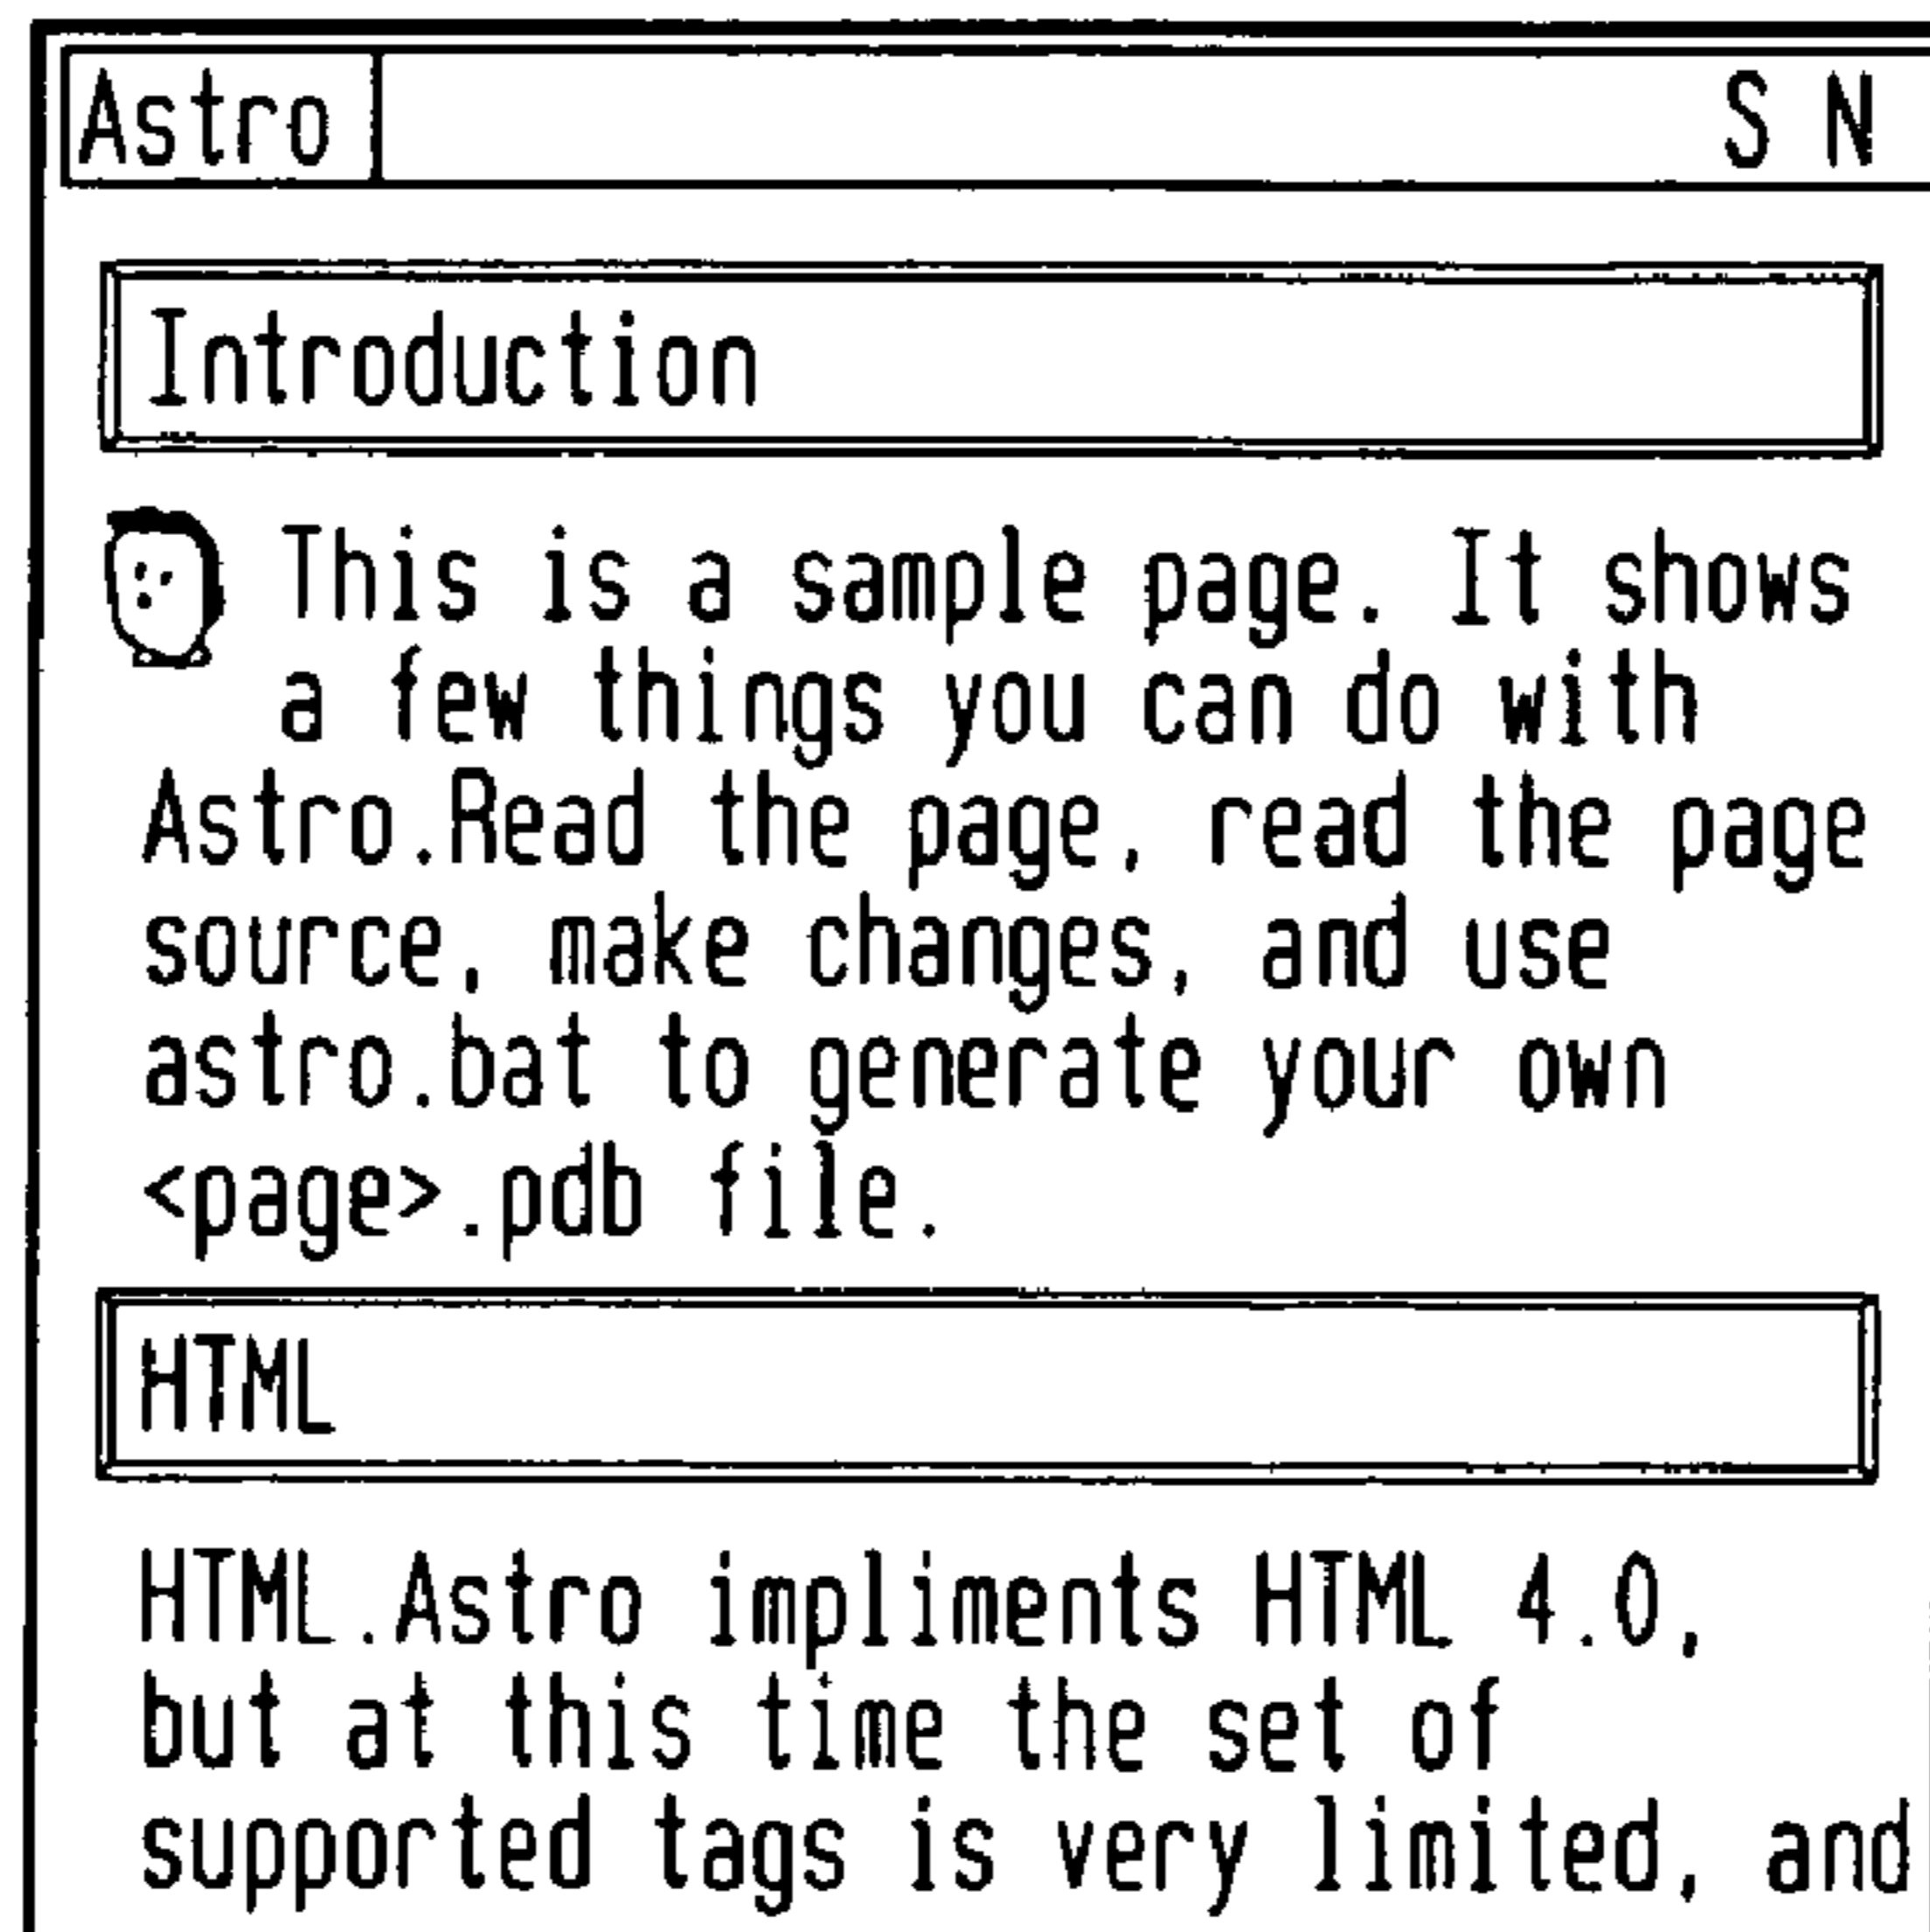 Astro S N
Introduction
This is a sample page. It shows
a few things you can do with
Astro.Read the page, read the page
source, make changes, and use
astro.bat to generate your own
<page>.pdb file.
HTML
HTML.Astro impliments HTML 4.0,
but at this time the set of
supported tags is very limited, and